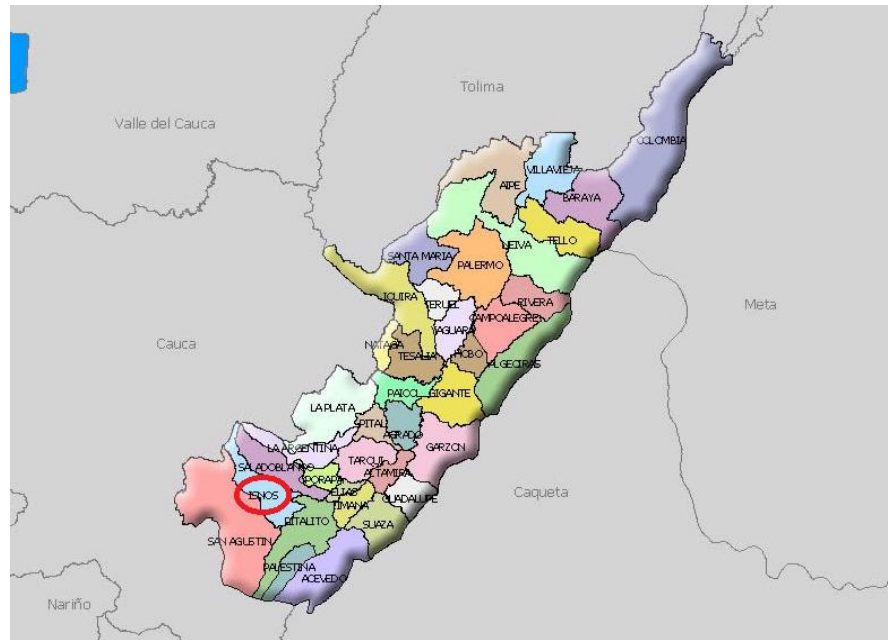 Tolima
Valle del Cauca
COLOMBIA
VILLAVIEJA
AIPE
BARAYA
TELLO
NEIVA
SANTA MARIA
PALERMO
Meta
IQUIRA
TERUEL
RIVERA
CAMPOALEGRE
YAGUARA
Cauca
NATAGA
TESALIA
HOBO
ALGECIRAS
PAICOL
GIGANTE
LA PLATA
PITAL
AGRADO
GARZON
LA ARGENTINA
TARQUI
SALADOBLANCO
ALTAMIRA
OPORAPA
ELIAS
ISNOS
GUADALUPE
Caqueta
TIMANA
PITALITO
SUAZA
SAN AGUSTIN
PALESTINA
ACEVEDO
Nariño